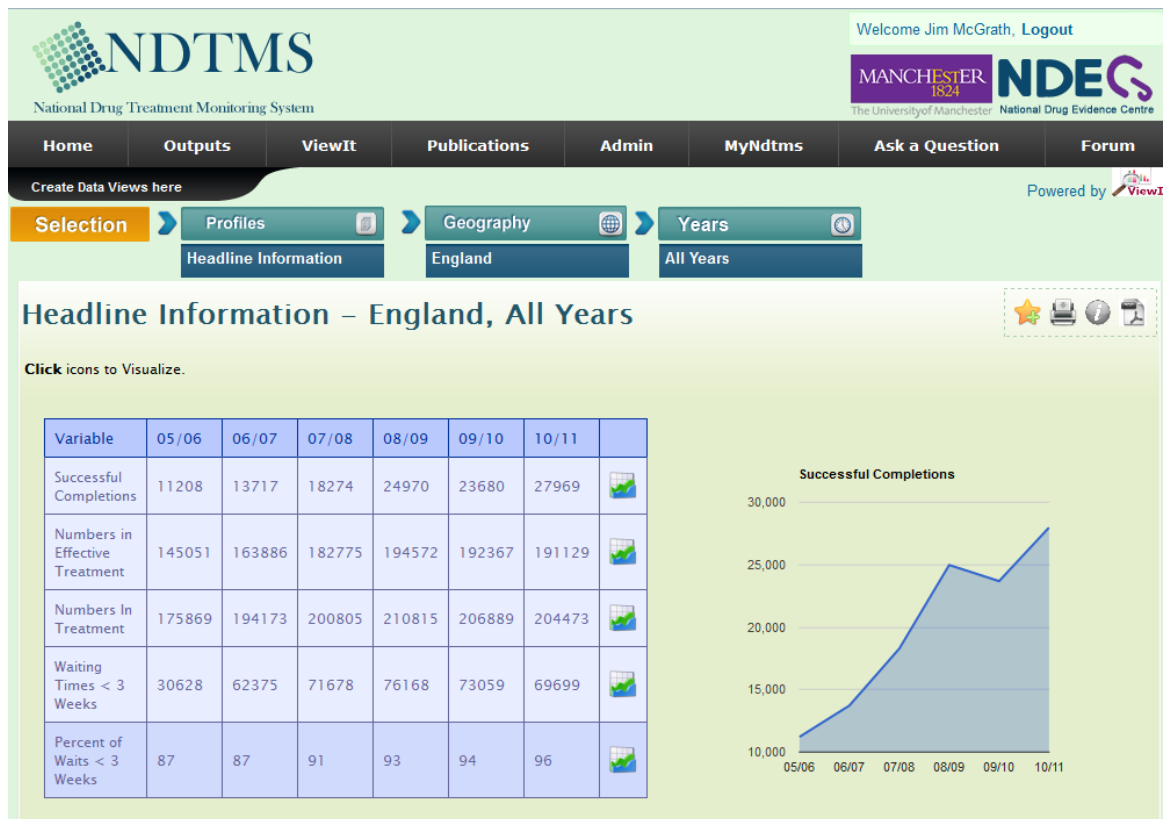 NDTMS
National Drug Treatment Monitoring System
Welcome Jim McGrath, Logout
MANCHESTER
1824
The University of Manchester
NDEC
National Drug Evidence Centre
Home Outputs ViewIt Publications Admin MyNdtms Ask a Question Forum
Create Data Views here
Powered by ViewI
Selection Profiles Geography Years
Headline Information England All Years
Headline Information – England, All Years
Click icons to Visualize.
Variable 05/06 06/07 07/08 08/09 09/10 10/11
Successful
Completions 11208 13717 18274 24970 23680 27969
Numbers in
Effective
Treatment 145051 163886 182775 194572 192367 191129
Numbers In
Treatment 175869 194173 200805 210815 206889 204473
Waiting
Times < 3
Weeks 30628 62375 71678 76168 73059 69699
Percent of
Waits < 3
Weeks 87 87 91 93 94 96
Successful Completions
30,000
25,000
20,000
15,000
10,000
05/06 06/07 07/08 08/09 09/10 10/11